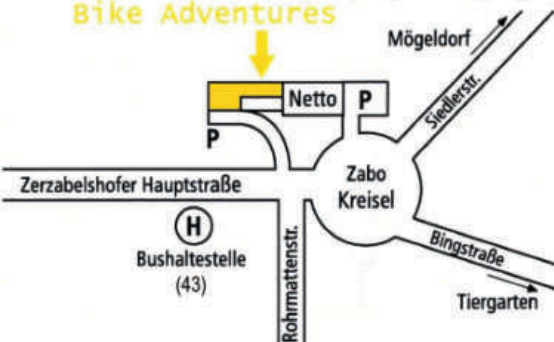 Bike Adventures
Mögeldorf
Siedlerstr.
Netto
P
P
Zabo
Kreisel
Zerzabelshofer Hauptstraße
H
Bushaltestelle
(43)
Rohrmattenstr.
Bingstraße
Tiergarten